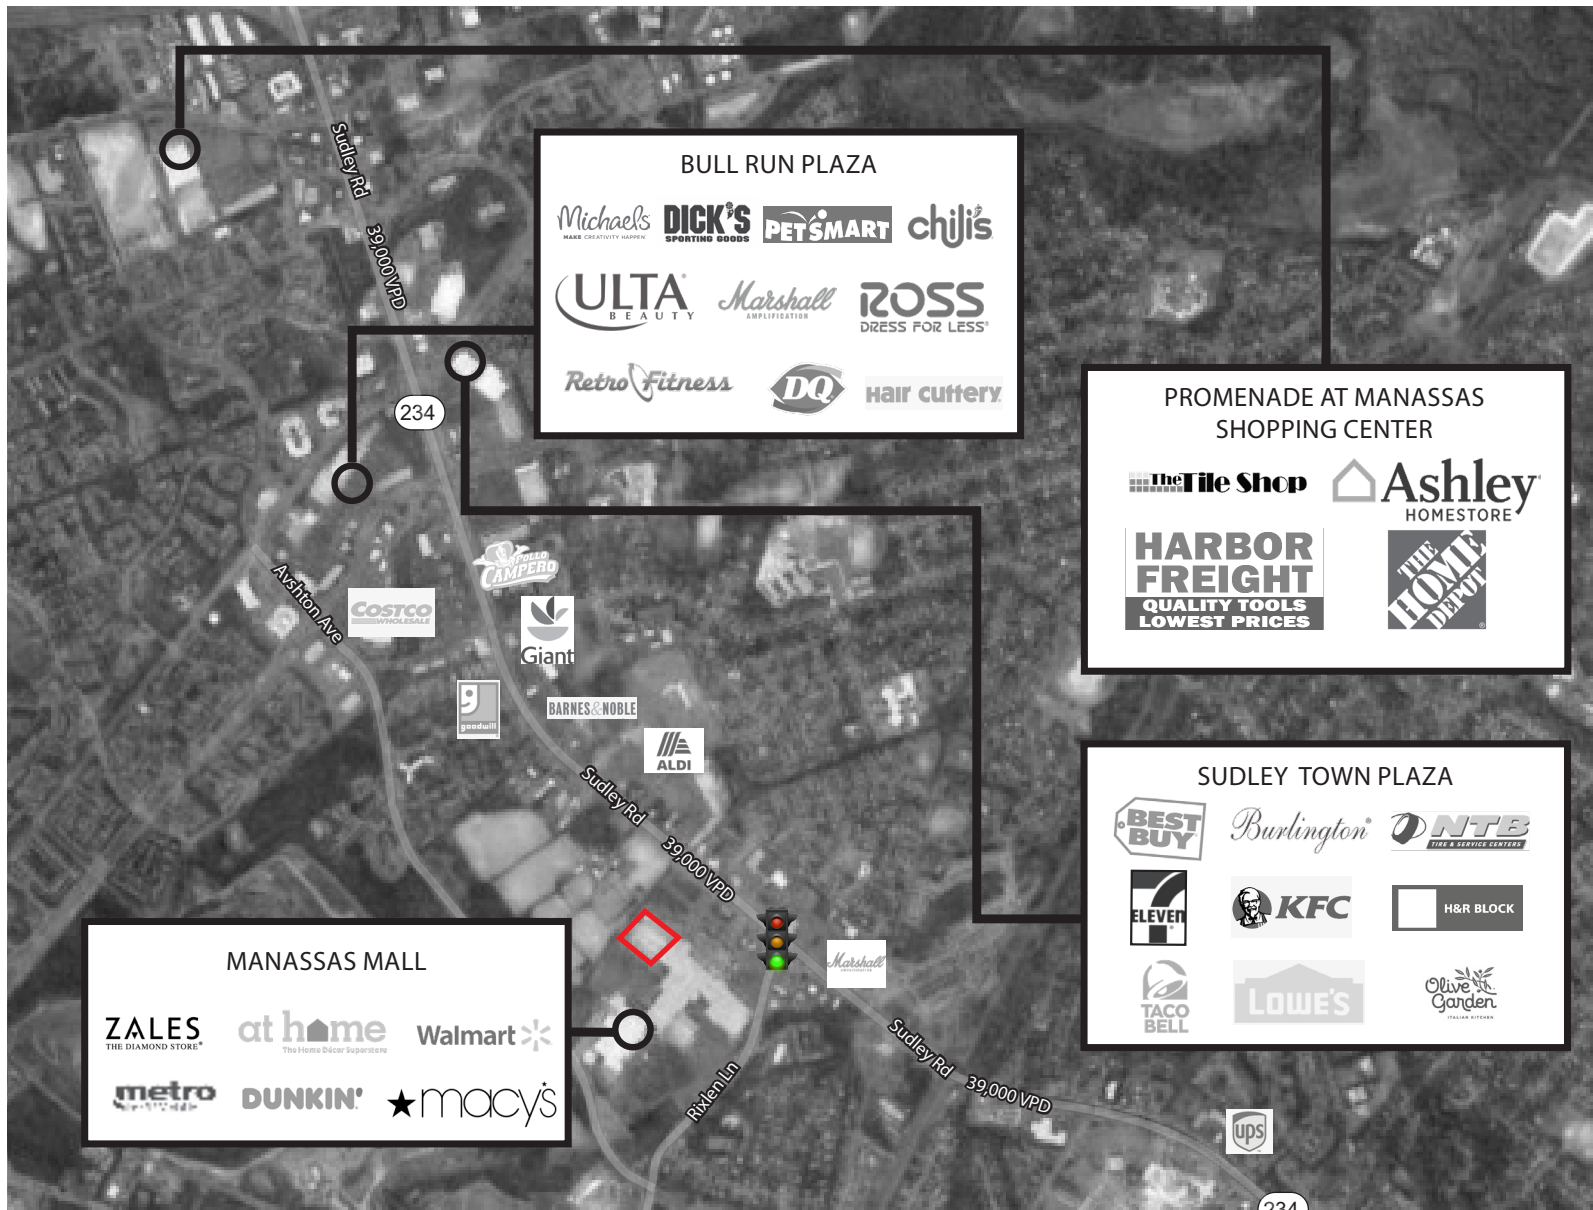 Sudley Rd
39,000 VPD
234
BULL RUN PLAZA
Michaels
MAKE CREATIVITY HAPPEN
DICK'S
SPORTING GOODS
PETSMART
chili's
ULTA
BEAUTY
Marshall
AMPLIFICATION
ROSS
DRESS FOR LESS
Retro Fitness
DQ
Hair Cuttery
PROMENADE AT MANASSAS
SHOPPING CENTER
The Tile Shop
Ashley
HOMESTORE
HARBOR
FREIGHT
QUALITY TOOLS
LOWEST PRICES
THE
HOME
DEPOT
POLLO
CAMPERO
Avshton Ave
COSTCO
WHOLESALE
Giant
goodwill
BARNES&NOBLE
ALDI
Sudley Rd
39,000 VPD
SUDLEY TOWN PLAZA
BEST
BUY
Burlington
NTB
TIRE & SERVICE CENTERS
7
ELEVEn
KFC
H&R BLOCK
TACO
BELL
LOWE'S
Olive
Garden
ITALIAN KITCHEN
MANASSAS MALL
ZALES
THE DIAMOND STORE
at home
The Home Décor Superstore
Walmart
metro
DUNKIN'
macy's
Marshall
AMPLIFICATION
Sudley Rd
39,000 VPD
Rixlen Ln
ups
234